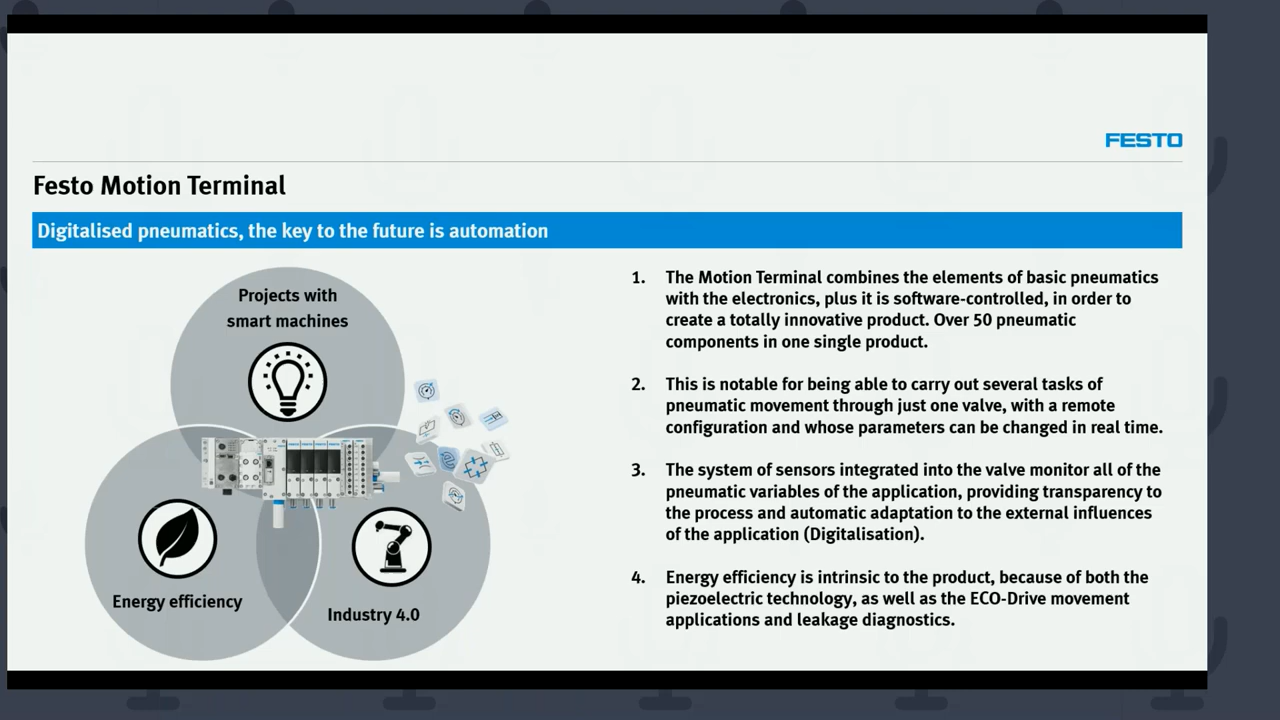 FESTO
Festo Motion Terminal
Digitalised pneumatics, the key to the future is automation
Projects with
smart machines
Energy efficiency
Industry 4.0
1. The Motion Terminal combines the elements of basic pneumatics
with the electronics, plus it is software-controlled, in order to
create a totally innovative product. Over 50 pneumatic
components in one single product.
2. This is notable for being able to carry out several tasks of
pneumatic movement through just one valve, with a remote
configuration and whose parameters can be changed in real time.
3. The system of sensors integrated into the valve monitor all of the
pneumatic variables of the application, providing transparency to
the process and automatic adaptation to the external influences
of the application (Digitalisation).
4. Energy efficiency is intrinsic to the product, because of both the
piezoelectric technology, as well as the ECO-Drive movement
applications and leakage diagnostics.